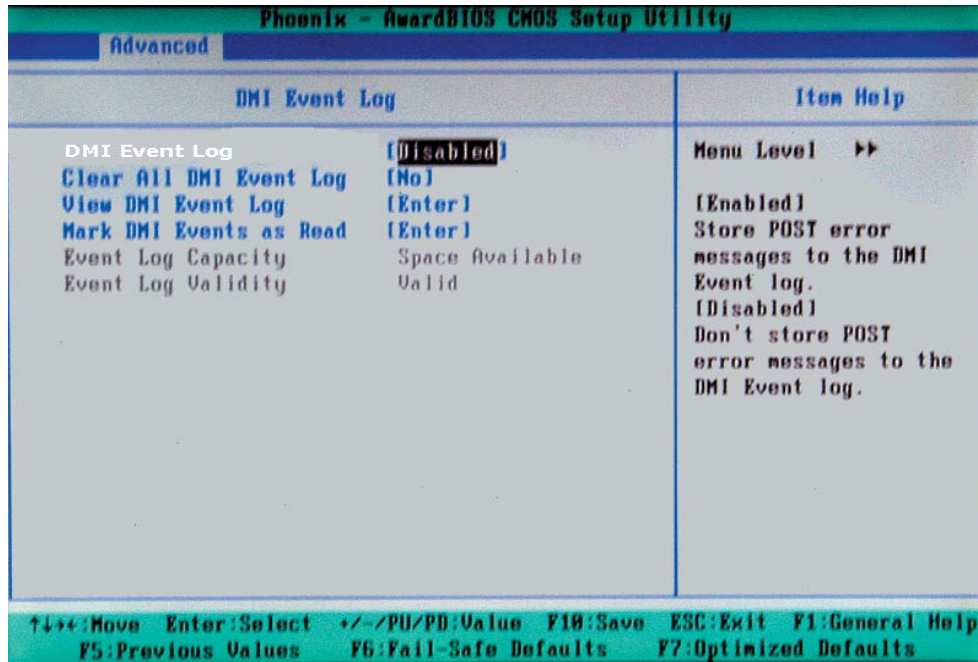 Phoenix - AwardBIOS CMOS Setup Utility
Advanced
DMI Event Log
Item Help
DMI Event Log [Disabled]
Clear All DMI Event Log [No]
View DMI Event Log [Enter]
Mark DMI Events as Read [Enter]
Event Log Capacity Space Available
Event Log Validity Valid
Menu Level ▶▶
[Enabled]
Store POST error
messages to the DMI
Event log.
[Disabled]
Don't store POST
error messages to the
DMI Event log.
↑↓→←:Move Enter:Select +/-/PU/PD:Value F10:Save ESC:Exit F1:General Help
F5:Previous Values F6:Fail-Safe Defaults F7:Optimized Defaults